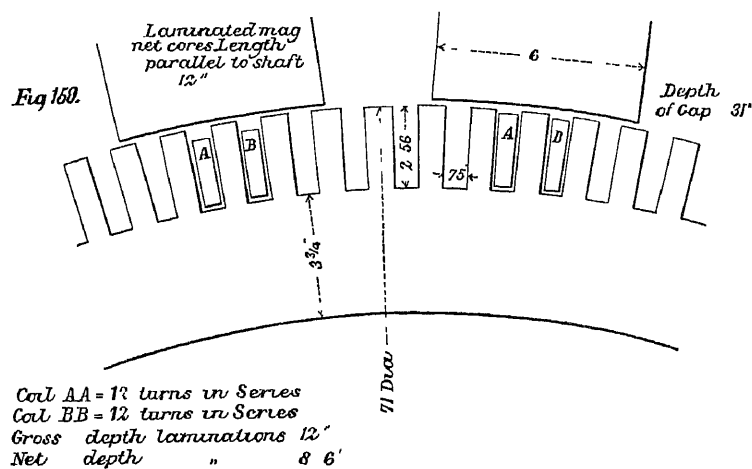 Laminated mag
net cores. Length
parallel to shaft
12"
Fig 159.
6
Depth
of Gap 31"
A
B
A
B
2 56
75
3 3/4"
71 Dia
Coil AA = 12 turns in Series
Coil BB = 12 turns in Series
Gross depth laminations 12"
Net depth " 8 6'